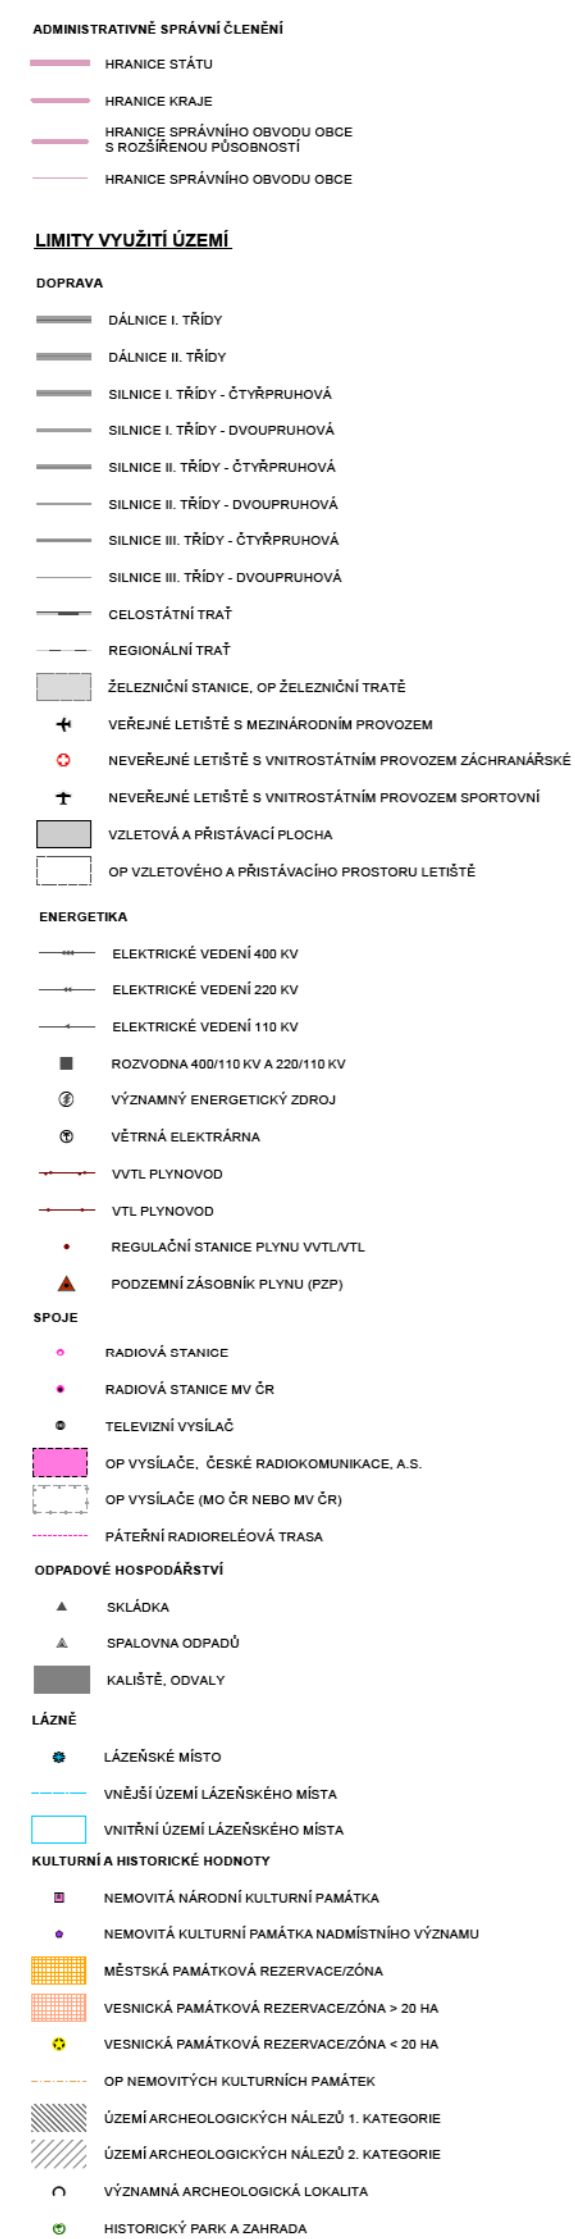 ADMINISTRATIVNĚ SPRÁVNÍ ČLENĚNÍ
HRANICE STÁTU
HRANICE KRAJE
HRANICE SPRÁVNÍHO OBVODU OBCE
S ROZŠÍŘENOU PŮSOBNOSTÍ
HRANICE SPRÁVNÍHO OBVODU OBCE
LIMITY VYUŽITÍ ÚZEMÍ
DOPRAVA
DÁLNICE I. TŘÍDY
DÁLNICE II. TŘÍDY
SILNICE I. TŘÍDY - ČTYŘPRUHOVÁ
SILNICE I. TŘÍDY - DVOUPRUHOVÁ
SILNICE II. TŘÍDY - ČTYŘPRUHOVÁ
SILNICE II. TŘÍDY - DVOUPRUHOVÁ
SILNICE III. TŘÍDY - ČTYŘPRUHOVÁ
SILNICE III. TŘÍDY - DVOUPRUHOVÁ
CELOSTÁTNÍ TRAŤ
REGIONÁLNÍ TRAŤ
ŽELEZNIČNÍ STANICE, OP ŽELEZNIČNÍ TRATĚ
VEŘEJNÉ LETIŠTĚ S MEZINÁRODNÍM PROVOZEM
NEVEŘEJNÉ LETIŠTĚ S VNITROSTÁTNÍM PROVOZEM ZÁCHRANÁŘSKÉ
NEVEŘEJNÉ LETIŠTĚ S VNITROSTÁTNÍM PROVOZEM SPORTOVNÍ
VZLETOVÁ A PŘISTÁVACÍ PLOCHA
OP VZLETOVÉHO A PŘISTÁVACÍHO PROSTORU LETIŠTĚ
ENERGETIKA
ELEKTRICKÉ VEDENÍ 400 KV
ELEKTRICKÉ VEDENÍ 220 KV
ELEKTRICKÉ VEDENÍ 110 KV
ROZVODNA 400/110 KV A 220/110 KV
VÝZNAMNÝ ENERGETICKÝ ZDROJ
VĚTRNÁ ELEKTRÁRNA
VVTL PLYNOVOD
VTL PLYNOVOD
REGULAČNÍ STANICE PLYNU VVTL/VTL
PODZEMNÍ ZÁSOBNÍK PLYNU (PZP)
SPOJE
RADIOVÁ STANICE
RADIOVÁ STANICE MV ČR
TELEVIZNÍ VYSÍLAČ
OP VYSÍLAČE, ČESKÉ RADIOKOMUNIKACE, A.S.
OP VYSÍLAČE (MO ČR NEBO MV ČR)
PÁTEŘNÍ RADIORELÉOVÁ TRASA
ODPADOVÉ HOSPODÁŘSTVÍ
SKLÁDKA
SPALOVNA ODPADŮ
KALIŠTĚ, ODVALY
LÁZNĚ
LÁZEŇSKÉ MÍSTO
VNĚJŠÍ ÚZEMÍ LÁZEŇSKÉHO MÍSTA
VNITŘNÍ ÚZEMÍ LÁZEŇSKÉHO MÍSTA
KULTURNÍ A HISTORICKÉ HODNOTY
NEMOVITÁ NÁRODNÍ KULTURNÍ PAMÁTKA
NEMOVITÁ KULTURNÍ PAMÁTKA NADMÍSTNÍHO VÝZNAMU
MĚSTSKÁ PAMÁTKOVÁ REZERVACE/ZÓNA
VESNICKÁ PAMÁTKOVÁ REZERVACE/ZÓNA > 20 HA
VESNICKÁ PAMÁTKOVÁ REZERVACE/ZÓNA < 20 HA
OP NEMOVITÝCH KULTURNÍCH PAMÁTEK
ÚZEMÍ ARCHEOLOGICKÝCH NÁLEZŮ 1. KATEGORIE
ÚZEMÍ ARCHEOLOGICKÝCH NÁLEZŮ 2. KATEGORIE
VÝZNAMNÁ ARCHEOLOGICKÁ LOKALITA
HISTORICKÝ PARK A ZAHRADA